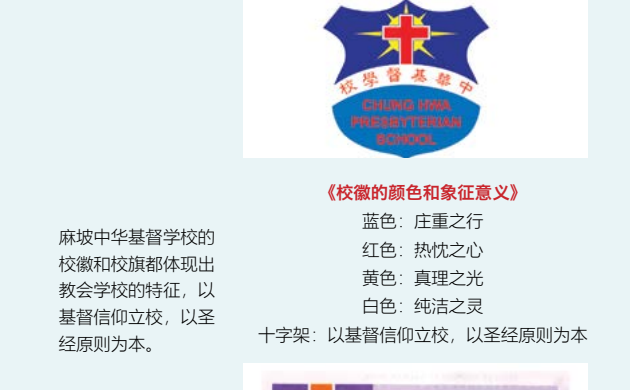 校學督基華中
CHUNG HWA
PRESBYTERIAN
SCHOOL
《校徽的颜色和象征意义》
蓝色：庄重之行
红色：热忱之心
黄色：真理之光
白色：纯洁之灵
十字架：以基督信仰立校，以圣经原则为本
麻坡中华基督学校的
校徽和校旗都体现出
教会学校的特征，以
基督信仰立校，以圣
经原则为本。